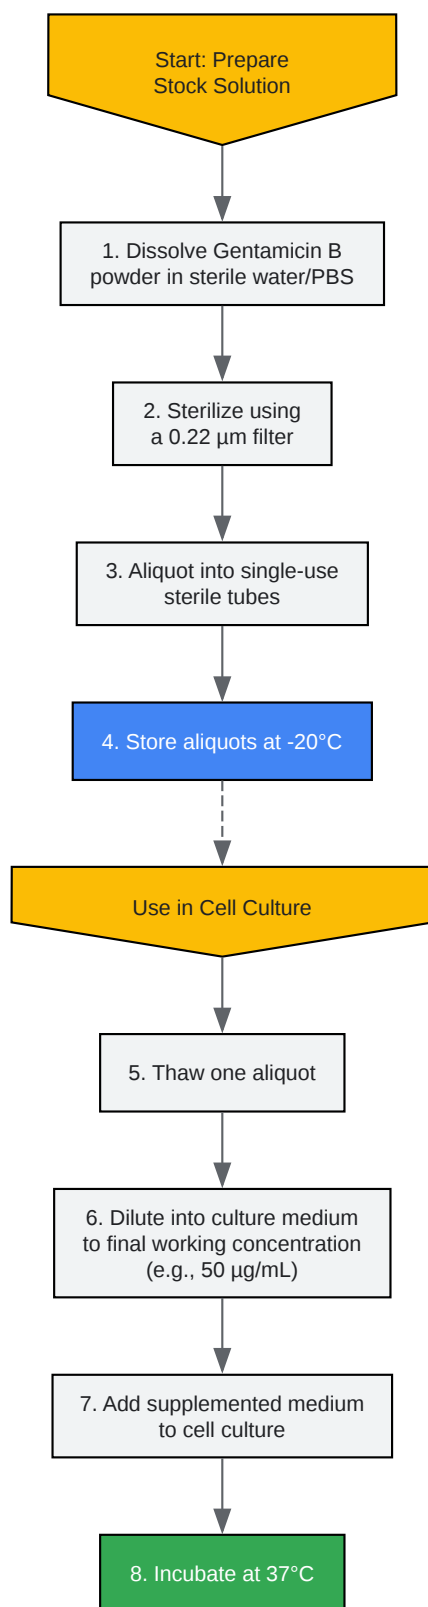 Start: Prepare
Stock Solution
1. Dissolve Gentamicin B
powder in sterile water/PBS
2. Sterilize using
a 0.22 µm filter
3. Aliquot into single-use
sterile tubes
4. Store aliquots at -20°C
Use in Cell Culture
5. Thaw one aliquot
6. Dilute into culture medium
to final working concentration
(e.g., 50 µg/mL)
7. Add supplemented medium
to cell culture
8. Incubate at 37°C